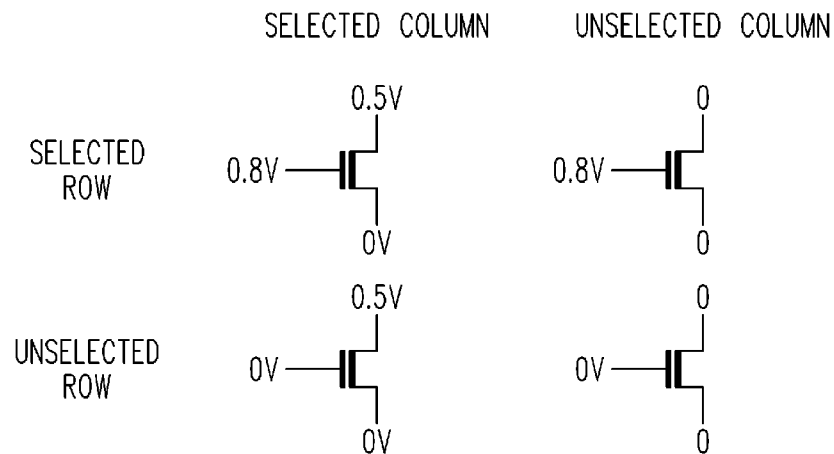 SELECTED COLUMN
UNSELECTED COLUMN
SELECTED
ROW
0.5V
0.8V
0V
0
0.8V
0
UNSELECTED
ROW
0.5V
0V
0V
0
0V
0